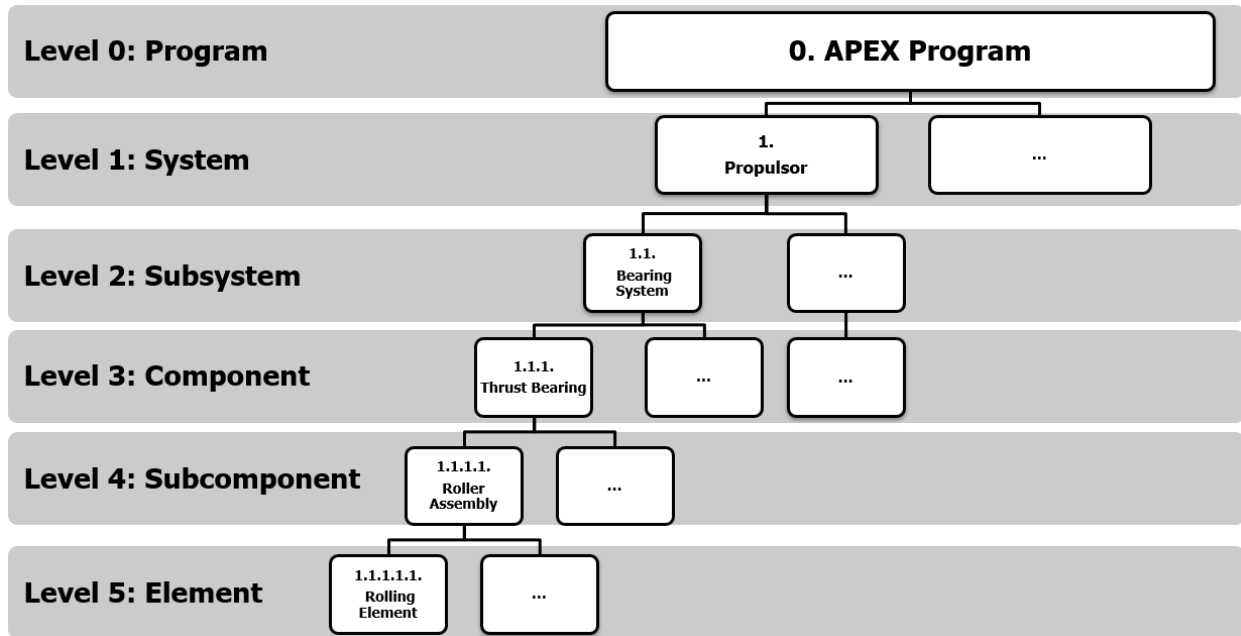 Level 0: Program
0. APEX Program
Level 1: System
1.
Propulsor
...
Level 2: Subsystem
1.1.
Bearing
System
...
Level 3: Component
1.1.1.
Thrust Bearing
...
...
Level 4: Subcomponent
1.1.1.1.
Roller
Assembly
...
Level 5: Element
1.1.1.1.1.
Rolling
Element
...